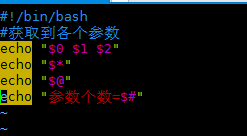 #!/bin/bash
#获取到各个参数
echo "$0 $1 $2"
echo "$*"
echo "$@"
echo "参数个数=$#"
~
~